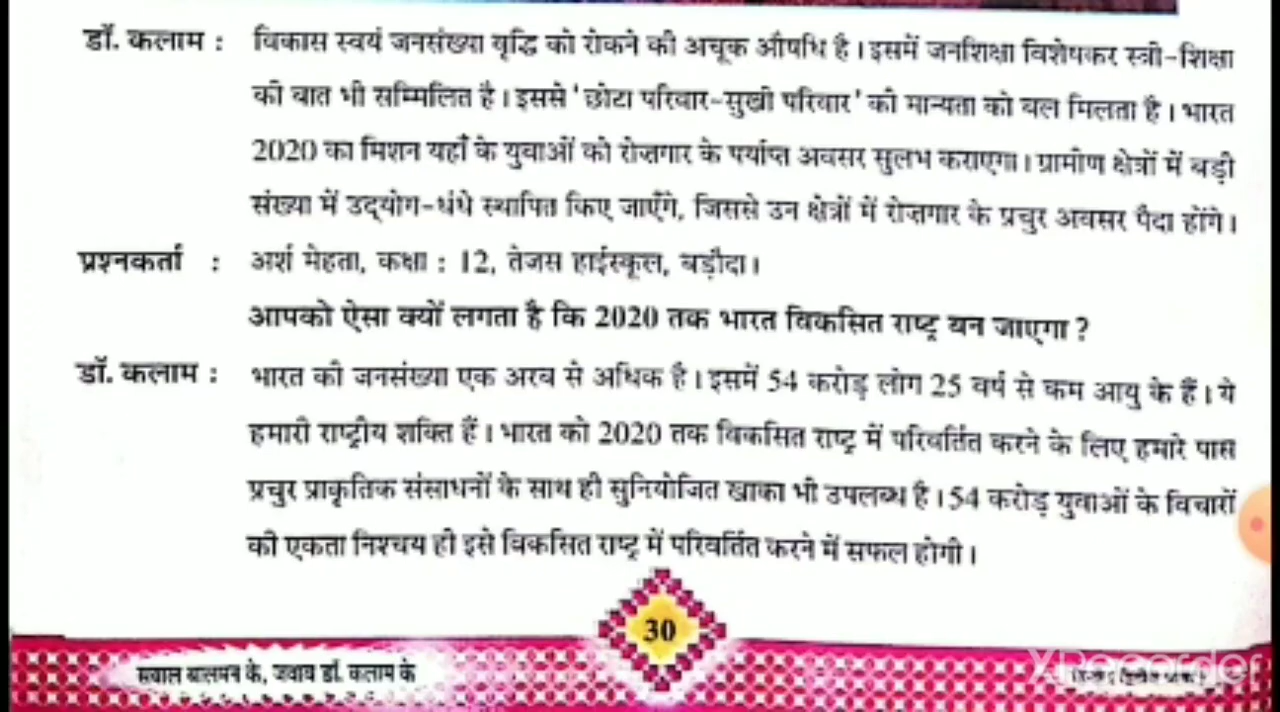 डॉ. कलाम : विकास स्वयं जनसंख्या वृद्धि को रोकने की अचूक औषधि है। इसमें जनशिक्षा विशेषकर स्त्री-शिक्षा
की बात भी सम्मिलित है। इससे 'छोटा परिवार-सुखी परिवार' की मान्यता को बल मिलता है। भारत
2020 का मिशन यहाँ के युवाओं को रोज़गार के पर्याप्त अवसर सुलभ कराएगा। ग्रामीण क्षेत्रों में बड़ी
संख्या में उद्योग-धंधे स्थापित किए जाएँगे, जिससे उन क्षेत्रों में रोज़गार के प्रचुर अवसर पैदा होंगे।
प्रश्नकर्ता : अर्श मेहता, कक्षा : 12, तेजस हाईस्कूल, बड़ौदा।
आपको ऐसा क्यों लगता है कि 2020 तक भारत विकसित राष्ट्र बन जाएगा ?
डॉ. कलाम : भारत की जनसंख्या एक अरब से अधिक है। इसमें 54 करोड़ लोग 25 वर्ष से कम आयु के हैं। ये
हमारी राष्ट्रीय शक्ति हैं। भारत को 2020 तक विकसित राष्ट्र में परिवर्तित करने के लिए हमारे पास
प्रचुर प्राकृतिक संसाधनों के साथ ही सुनियोजित खाका भी उपलब्ध है। 54 करोड़ युवाओं के विचारों
की एकता निश्चय ही इसे विकसित राष्ट्र में परिवर्तित करने में सफल होगी।
30
सवाल बालमन के, जवाब डॉ. कलाम के
XRecorder